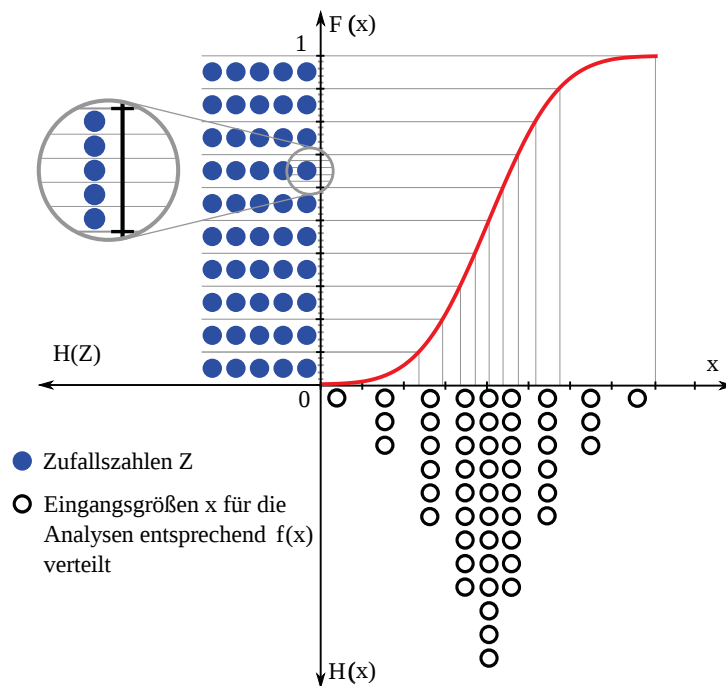 F (x)
1
H(Z)
x
0
Zufallszahlen Z
Eingangsgrößen x für die
Analysen entsprechend f(x)
verteilt
H(x)